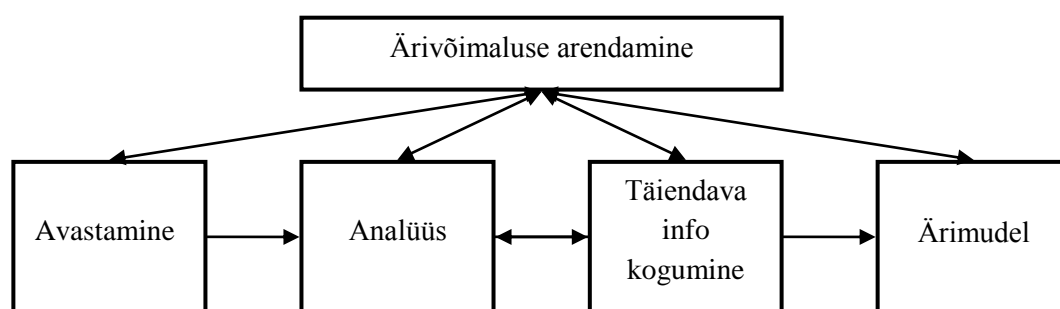 Ärivõimaluse arendamine
Avastamine
Analüüs
Täiendava
info
kogumine
Ärimudel